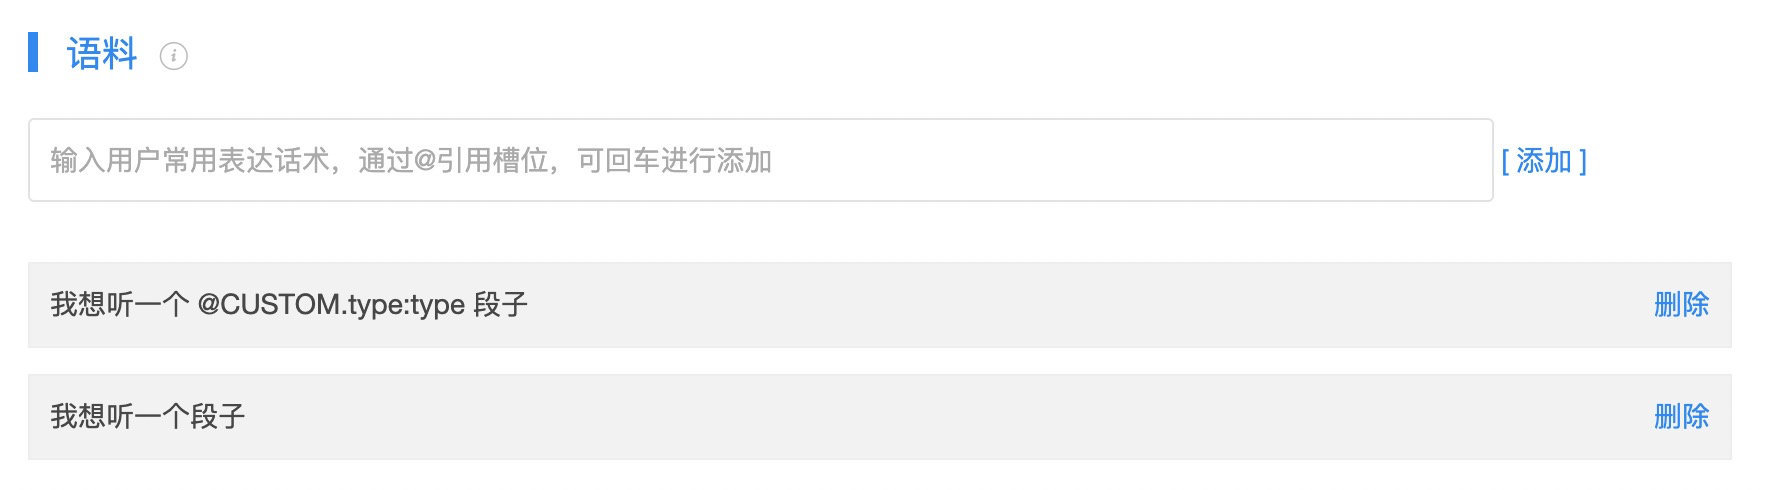 语料
输入用户常用表达话术，通过@引用槽位，可回车进行添加 [ 添加 ]
我想听一个 @CUSTOM.type:type 段子 删除
我想听一个段子 删除